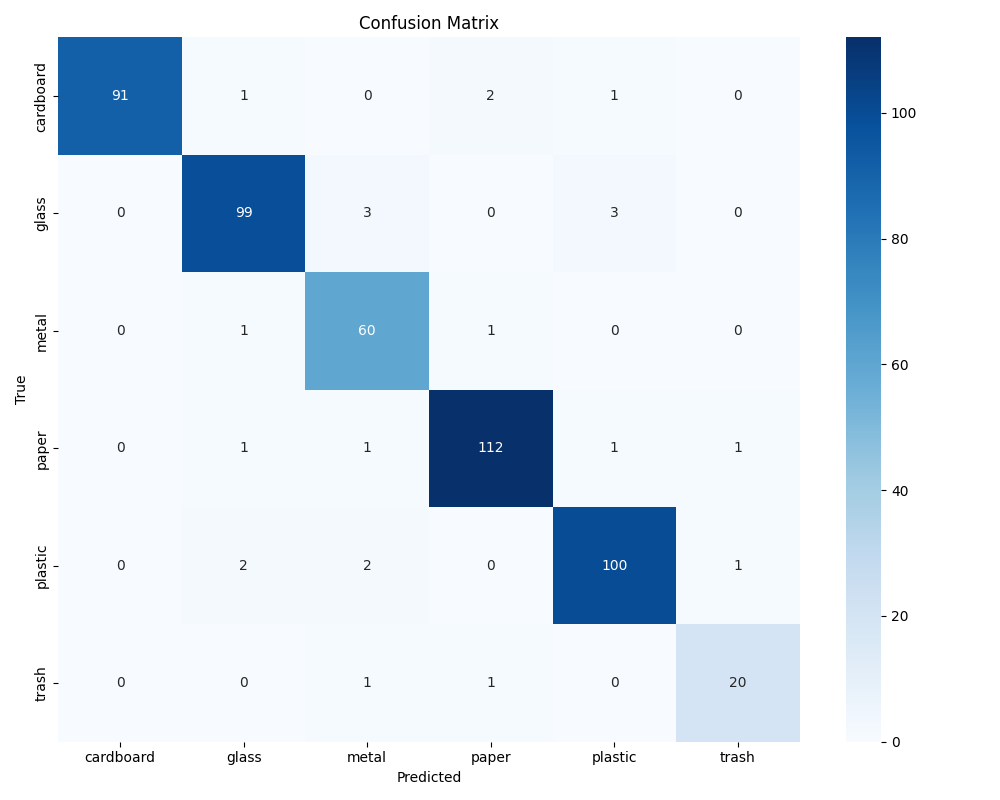 Confusion Matrix
cardboard 91 1 0 2 1 0
glass 0 99 3 0 3 0
metal 0 1 60 1 0 0
paper 0 1 1 112 1 1
plastic 0 2 2 0 100 1
trash 0 0 1 1 0 20
True
cardboard glass metal paper plastic trash
Predicted
100
80
60
40
20
0